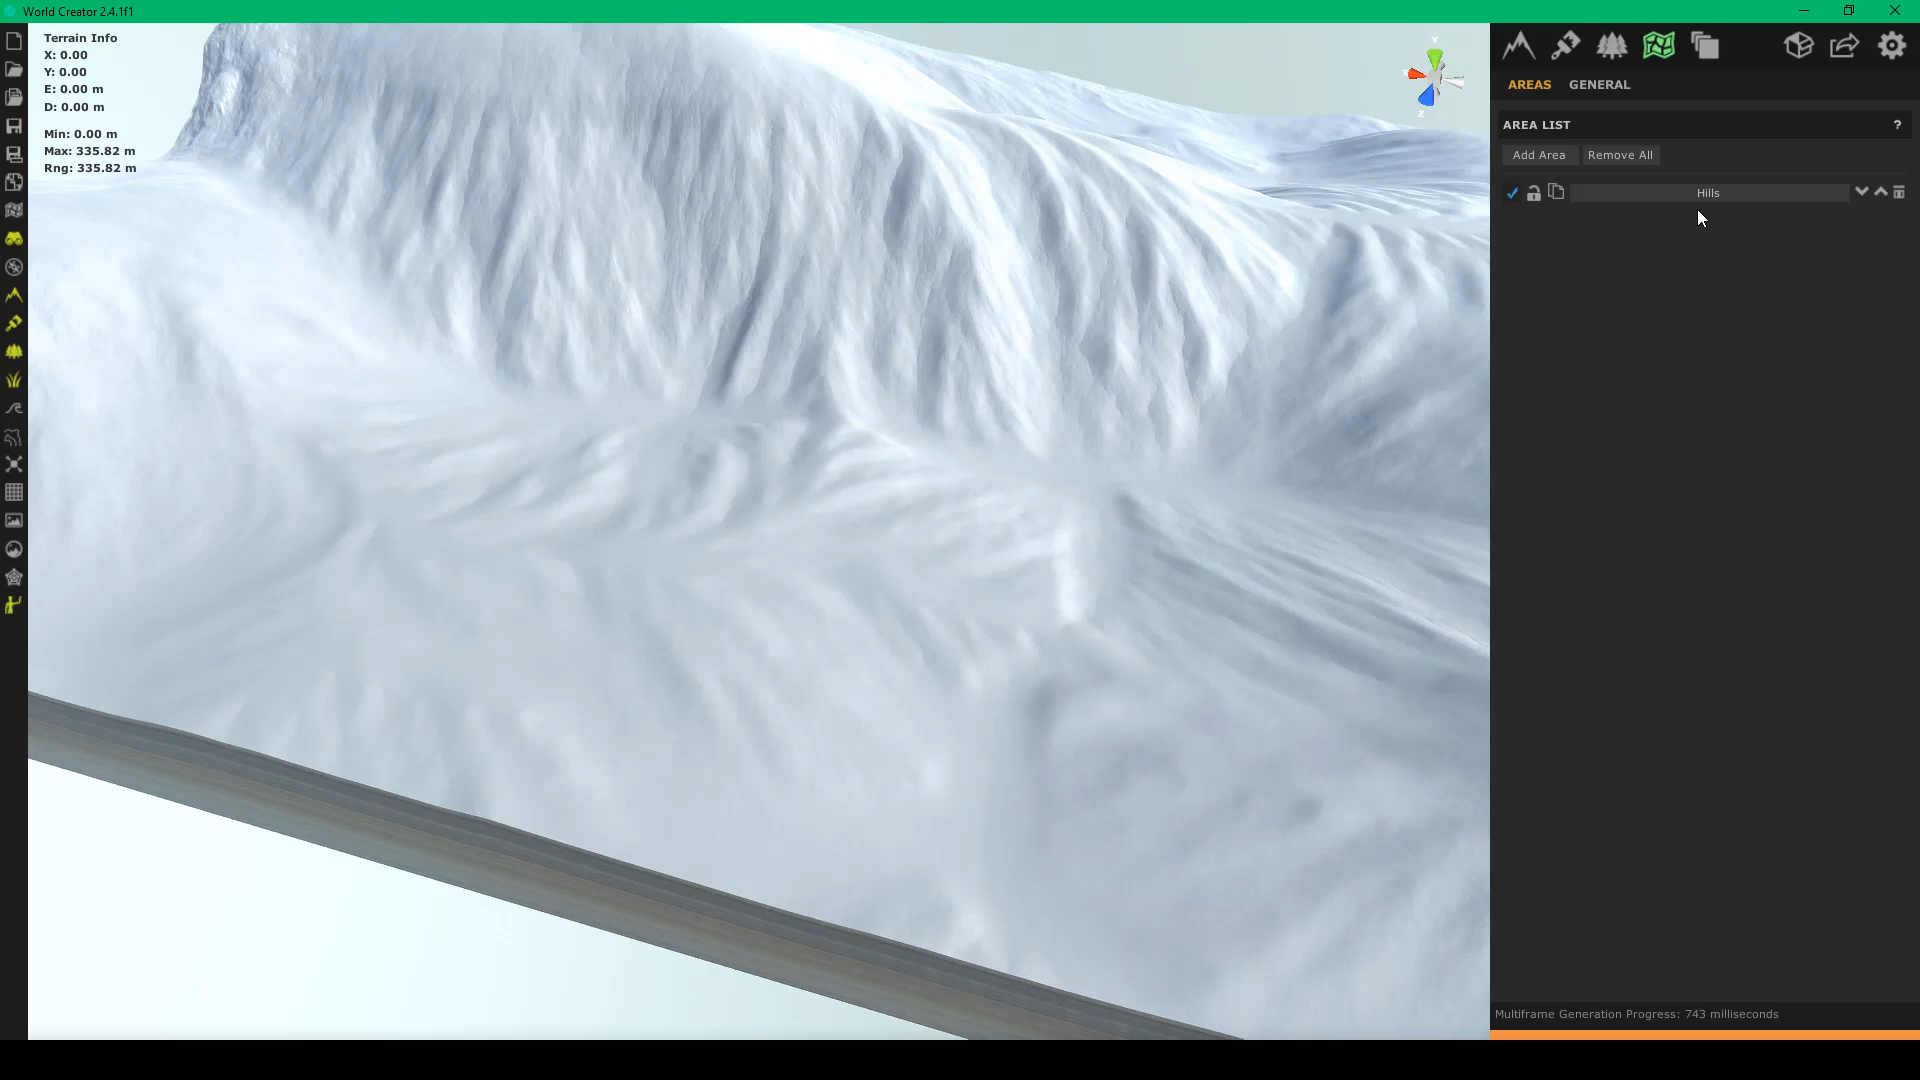 World Creator 2.4.1f1
Terrain Info
X: 0.00
Y: 0.00
E: 0.00 m
D: 0.00 m
Min: 0.00 m
Max: 335.82 m
Rng: 335.82 m
Y
Z
AREAS GENERAL
AREA LIST ?
Add Area Remove All
Hills
Multiframe Generation Progress: 743 milliseconds